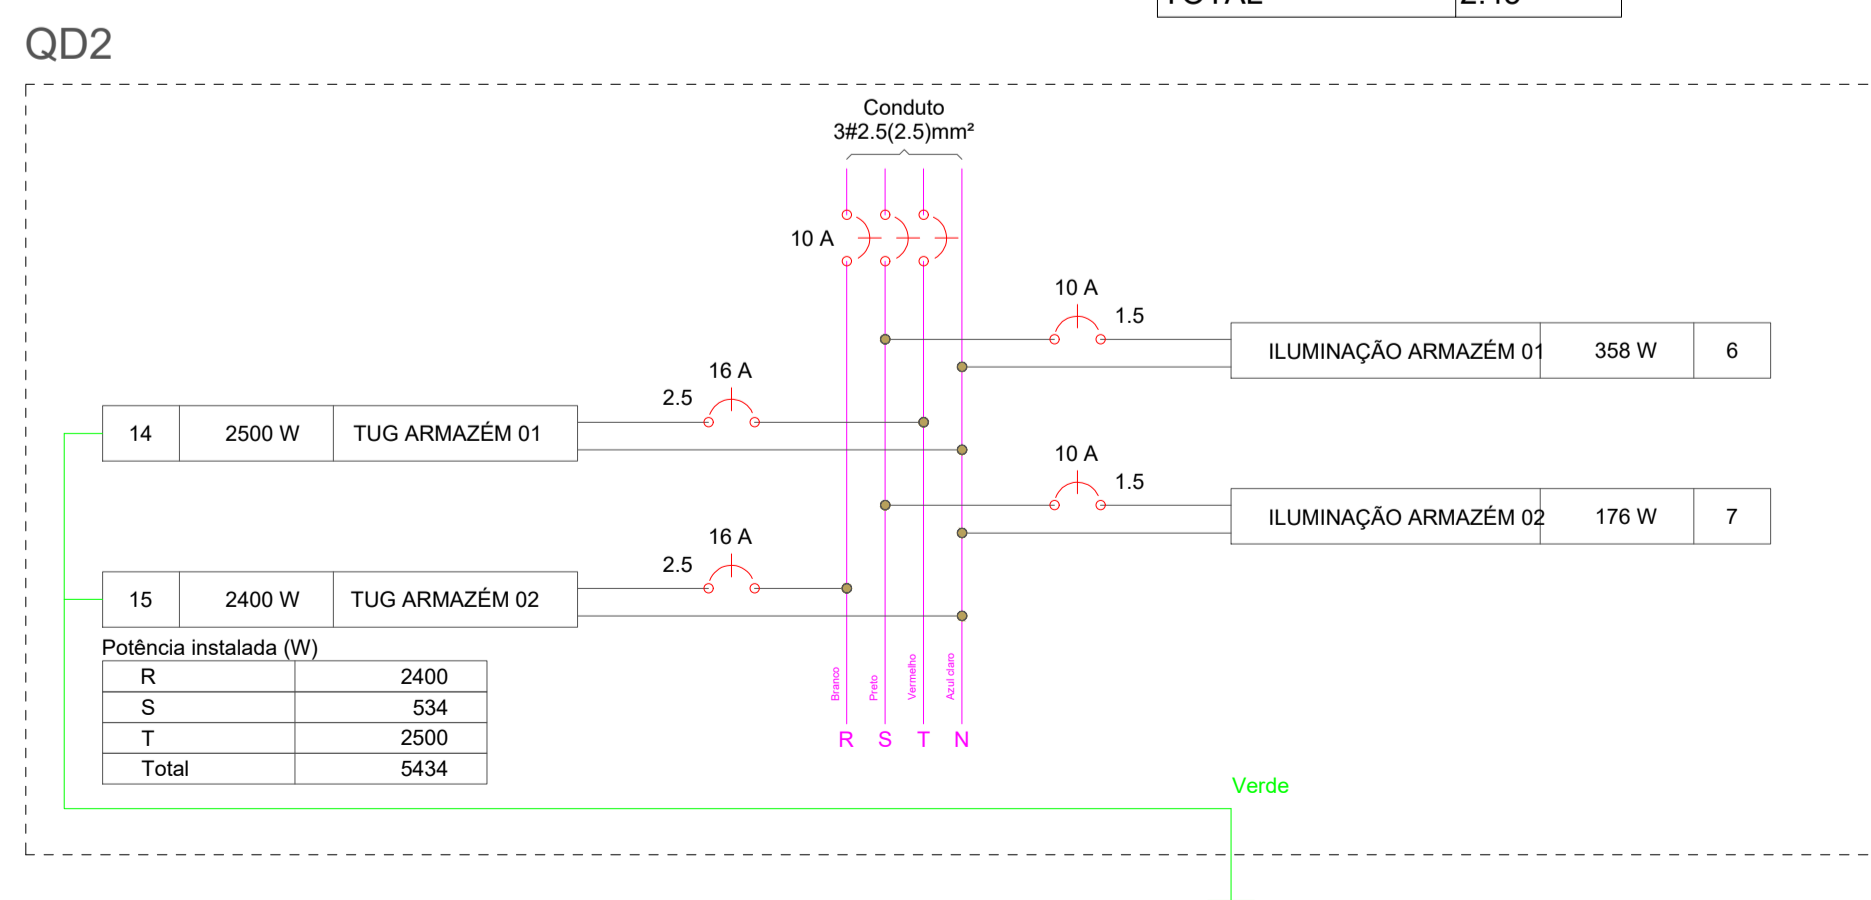 QD2
Conduto
3#2.5(2.5)mm²
10 A
10 A
1.5
ILUMINAÇÃO ARMAZÉM 01 358 W 6
16 A
2.5
14 2500 W TUG ARMAZÉM 01
10 A
1.5
ILUMINAÇÃO ARMAZÉM 02 176 W 7
16 A
2.5
15 2400 W TUG ARMAZÉM 02
Potência instalada (W)
R 2400
S 534
T 2500
Total 5434
Branco
Preto
Vermelho
Azul claro
R S T N
Verde